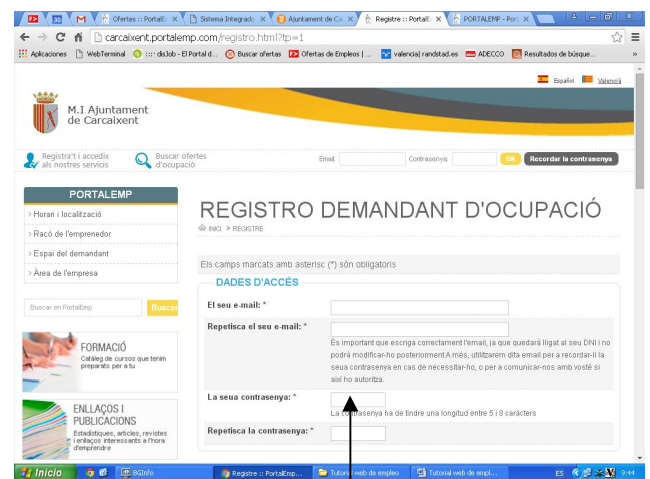 Ofertes :: PortalE
Sistema Integrado
Ajuntament de Ca
Registre :: PortalE
PORTALEMP - Port
carcaixent.portalemp.com/registro.html?tp=1
Aplicaciones
WebTerminal
:::· disJob - El Portal d...
Buscar ofertas
Ofertas de Empleos | ...
valencia| randstad.es
ADECCO
Resultados de búsque...
»
Español
Valencià
M.I Ajuntament
de Carcaixent
Registra't i accedix
als nostres servicis
Buscar ofertes
d'ocupació
Email:
Contrasenya:
OK
Recordar la contrasenya
PORTALEMP
> Horari i localització
> Racó de l'emprenedor
> Espai del demandant
> Àrea de l'empresa
Buscar en PortalEmp
Buscar
FORMACIÓ
Catàleg de cursos que tenim
preparats per a tu
ENLLAÇOS I
PUBLICACIONS
Estadístiques, articles, revistes
i enllaços interessants a l'hora
d'emprendre
REGISTRO DEMANDANT D'OCUPACIÓ
INICI > REGISTRE
Els camps marcats amb asterisc (*) són obligatoris
DADES D'ACCÉS
El seu e-mail: *
Repetisca el seu e-mail: *
És important que escriga correctament l'email, ja que quedarà lligat al seu DNI i no
podrà modificar-ho posteriorment A més, utilitzarem dita email per a recordar-li la
seua contrasenya en cas de necessitar-ho, o per a comunicar-nos amb vosté si
així ho autoritza.
La seua contrasenya: *
La contrasenya ha de tindre una longitud entre 5 i 8 caràcters
Repetisca la contrasenya: *
Inicio
BGInfo
Registre :: PortalEmp...
Tutorial web de empleo
Tutorial web de empl...
ES
9:44